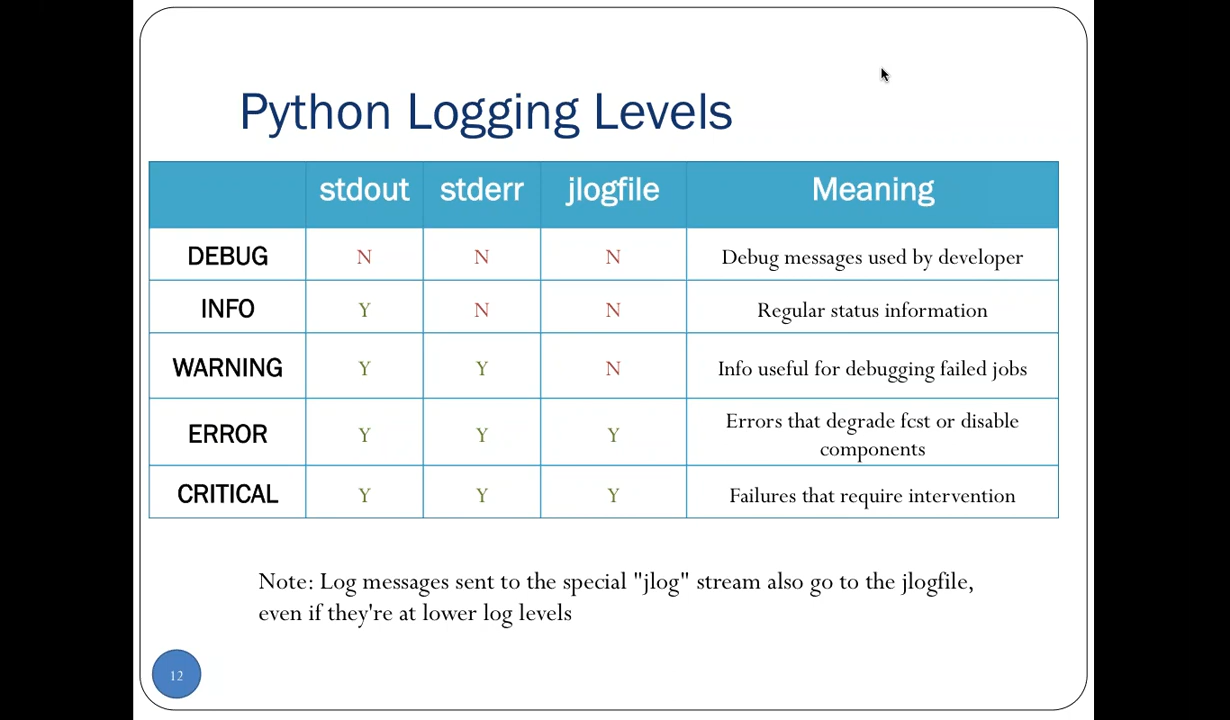 Python Logging Levels
stdout stderr jlogfile Meaning
DEBUG N N N Debug messages used by developer
INFO Y N N Regular status information
WARNING Y Y N Info useful for debugging failed jobs
ERROR Y Y Y Errors that degrade fcst or disable
components
CRITICAL Y Y Y Failures that require intervention
Note: Log messages sent to the special "jlog" stream also go to the jlogfile,
even if they're at lower log levels
12